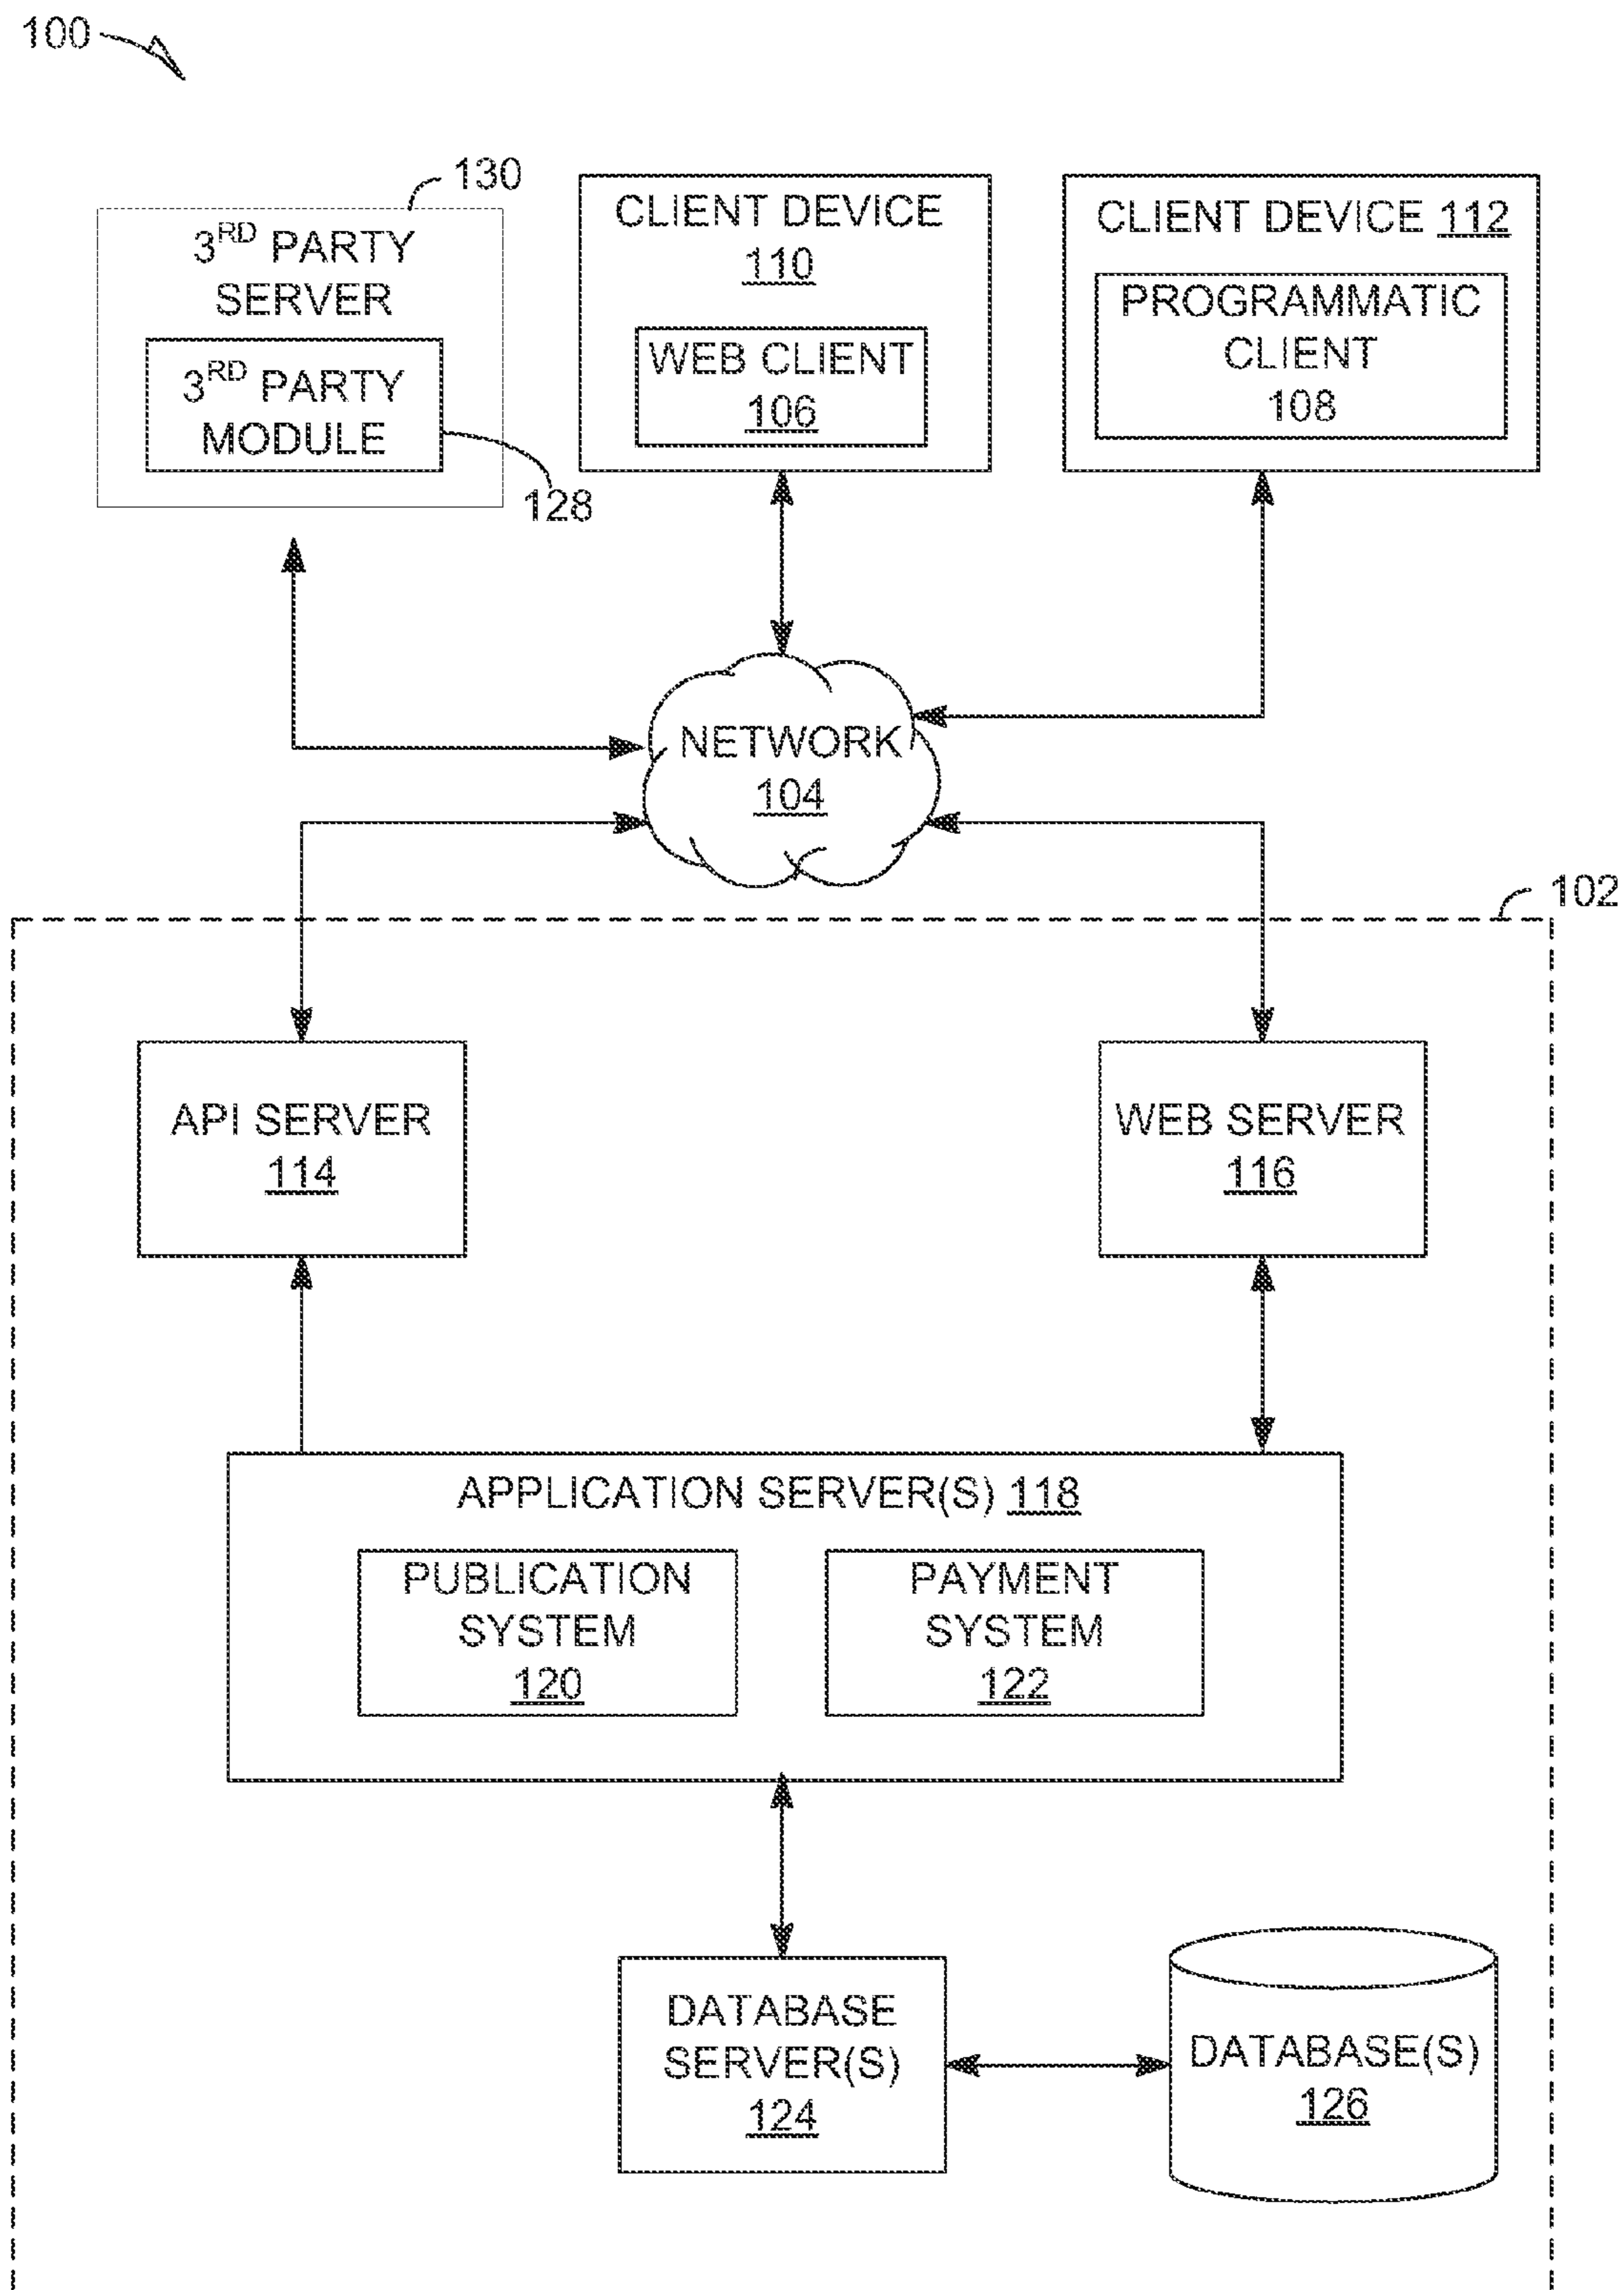 100
130
3RD PARTY
SERVER
3RD PARTY
MODULE
128
CLIENT DEVICE
110
WEB CLIENT
106
CLIENT DEVICE 112
PROGRAMMATIC
CLIENT
108
NETWORK
104
102
API SERVER
114
WEB SERVER
116
APPLICATION SERVER(S) 118
PUBLICATION
SYSTEM
120
PAYMENT
SYSTEM
122
DATABASE
SERVER(S)
124
DATABASE(S)
126